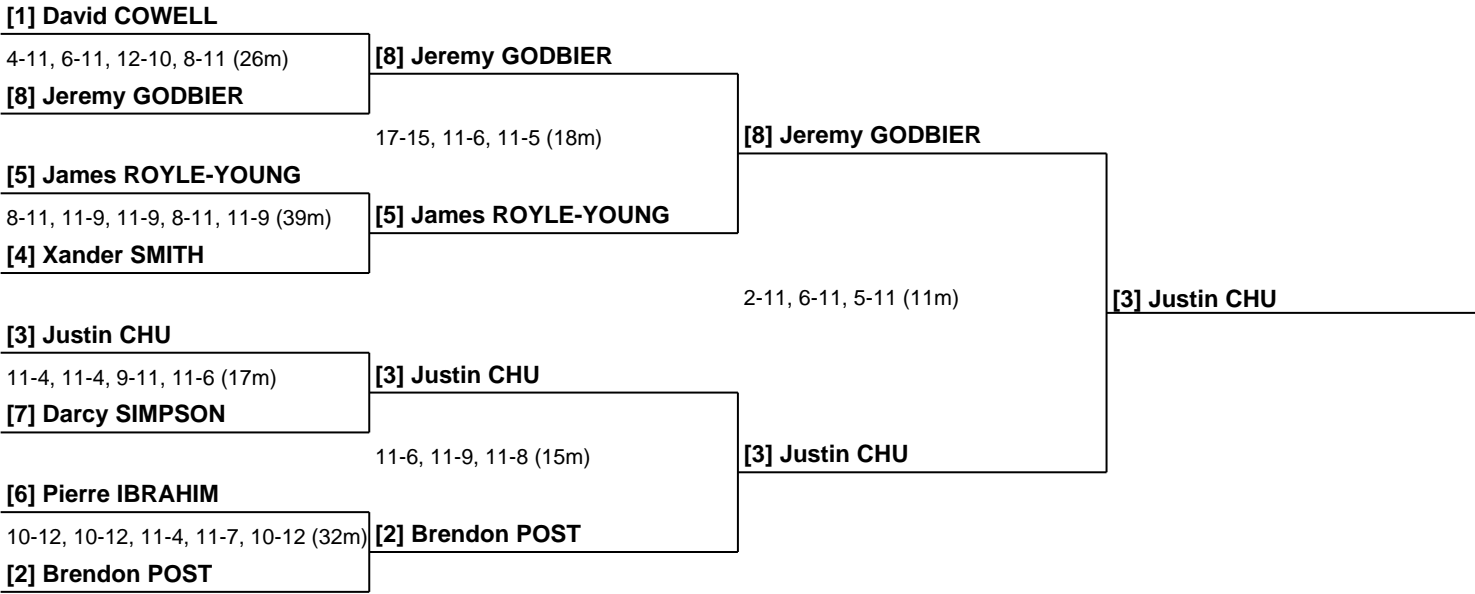 [1] David COWELL
4-11, 6-11, 12-10, 8-11 (26m)
[8] Jeremy GODBIER
[8] Jeremy GODBIER
17-15, 11-6, 11-5 (18m)
[8] Jeremy GODBIER
[5] James ROYLE-YOUNG
8-11, 11-9, 11-9, 8-11, 11-9 (39m)
[5] James ROYLE-YOUNG
[4] Xander SMITH
2-11, 6-11, 5-11 (11m)
[3] Justin CHU
[3] Justin CHU
11-4, 11-4, 9-11, 11-6 (17m)
[3] Justin CHU
[7] Darcy SIMPSON
11-6, 11-9, 11-8 (15m)
[3] Justin CHU
[6] Pierre IBRAHIM
10-12, 10-12, 11-4, 11-7, 10-12 (32m)
[2] Brendon POST
[2] Brendon POST